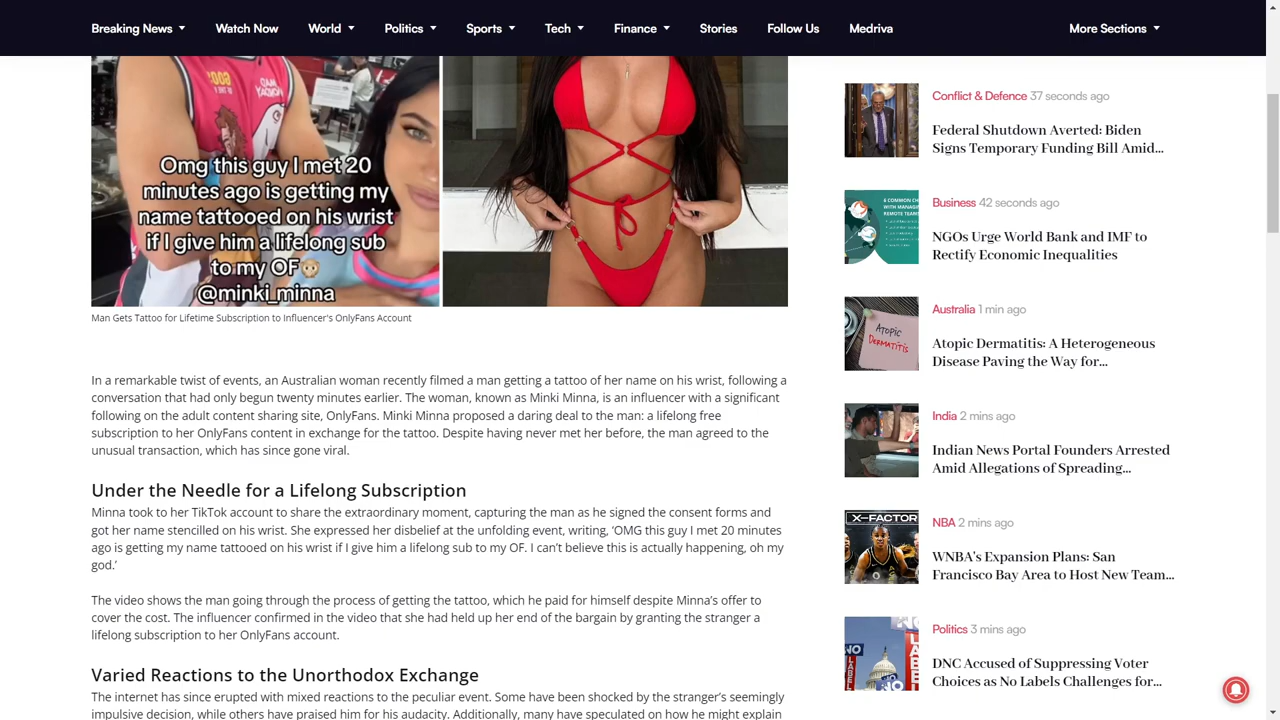 Breaking News
Watch Now
World
Politics
Sports
Tech
Finance
Stories
Follow Us
Medriva
More Sections
Omg this guy I met 20
minutes ago is getting my
name tattooed on his wrist
if I give him a lifelong sub
to my OF
@minki_minna
Man Gets Tattoo for Lifetime Subscription to Influencer's OnlyFans Account
In a remarkable twist of events, an Australian woman recently filmed a man getting a tattoo of her name on his wrist, following a
conversation that had only begun twenty minutes earlier. The woman, known as Minki Minna, is an influencer with a significant
following on the adult content sharing site, OnlyFans. Minki Minna proposed a daring deal to the man: a lifelong free
subscription to her OnlyFans content in exchange for the tattoo. Despite having never met her before, the man agreed to the
unusual transaction, which has since gone viral.
Under the Needle for a Lifelong Subscription
Minna took to her TikTok account to share the extraordinary moment, capturing the man as he signed the consent forms and
got her name stencilled on his wrist. She expressed her disbelief at the unfolding event, writing, 'OMG this guy I met 20 minutes
ago is getting my name tattooed on his wrist if I give him a lifelong sub to my OF. I can't believe this is actually happening, oh my
god.'
The video shows the man going through the process of getting the tattoo, which he paid for himself despite Minna's offer to
cover the cost. The influencer confirmed in the video that she had held up her end of the bargain by granting the stranger a
lifelong subscription to her OnlyFans account.
Varied Reactions to the Unorthodox Exchange
The internet has since erupted with mixed reactions to the peculiar event. Some have been shocked by the stranger's seemingly
impulsive decision, while others have praised him for his audacity. Additionally, many have speculated on how he might explain
Conflict & Defence 37 seconds ago
Federal Shutdown Averted: Biden
Signs Temporary Funding Bill Amid...
Business 42 seconds ago
NGOs Urge World Bank and IMF to
Rectify Economic Inequalities
6 COMMON CH
WITH MANAGING
REMOTE TEAMS
Australia 1 min ago
Atopic Dermatitis: A Heterogeneous
Disease Paving the Way for...
ATOPIC
DERMATITIS
India 2 mins ago
Indian News Portal Founders Arrested
Amid Allegations of Spreading...
NBA 2 mins ago
WNBA's Expansion Plans: San
Francisco Bay Area to Host New Team...
X-FACTOR
Politics 3 mins ago
DNC Accused of Suppressing Voter
Choices as No Labels Challenges for...
NO
LABEL
NO